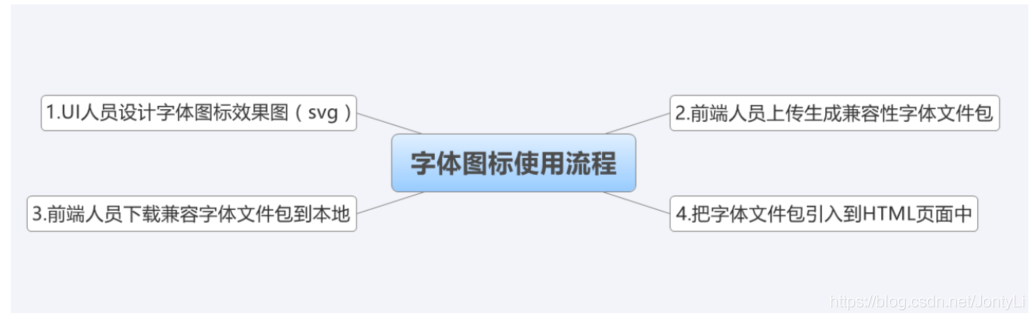 1.UI人员设计字体图标效果图（svg）
2.前端人员上传生成兼容性字体文件包
字体图标使用流程
3.前端人员下载兼容字体文件包到本地
4.把字体文件包引入到HTML页面中
https://blog.csdn.net/JontyLi